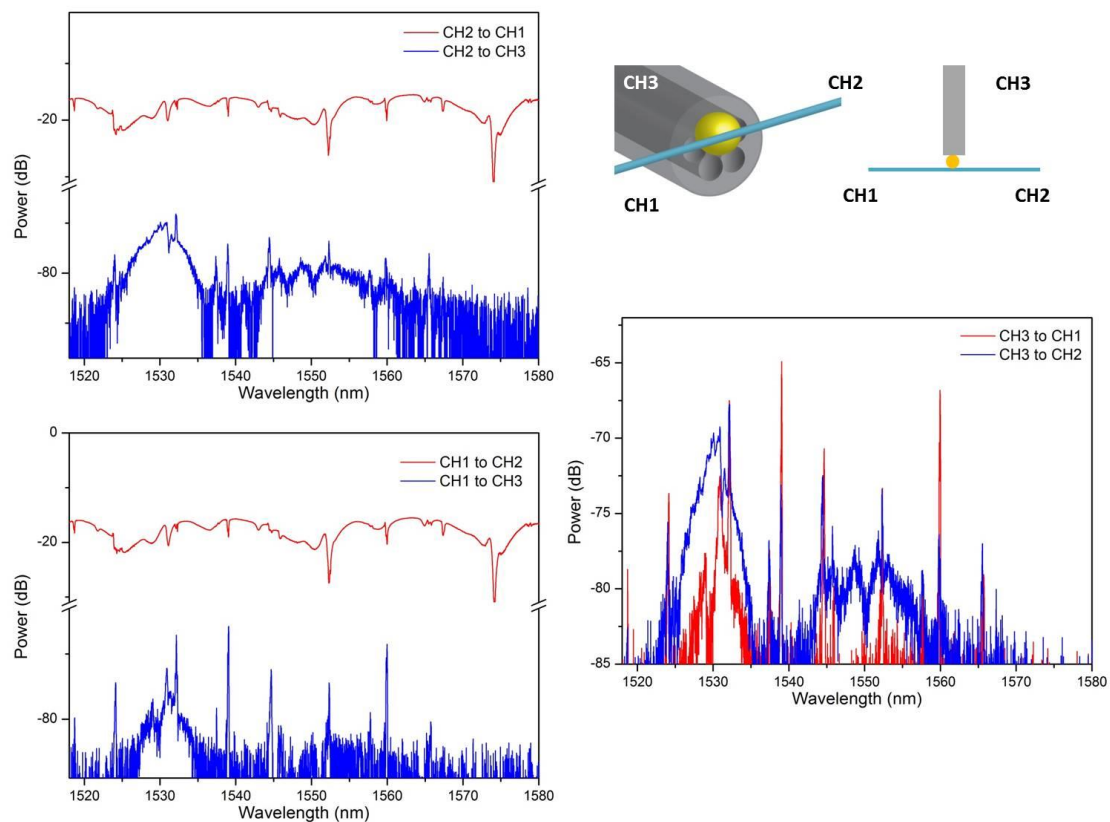 CH2 to CH1
CH2 to CH3
-20
-80
Power (dB)
1520 1530 1540 1550 1560 1570 1580
Wavelength (nm)
CH3
CH2
CH1
CH3
CH1
CH2
0
CH1 to CH2
CH1 to CH3
-20
-80
Power (dB)
1520 1530 1540 1550 1560 1570 1580
Wavelength (nm)
CH3 to CH1
CH3 to CH2
-65
-70
-75
-80
-85
Power (dB)
1520 1530 1540 1550 1560 1570 1580
Wavelength (nm)